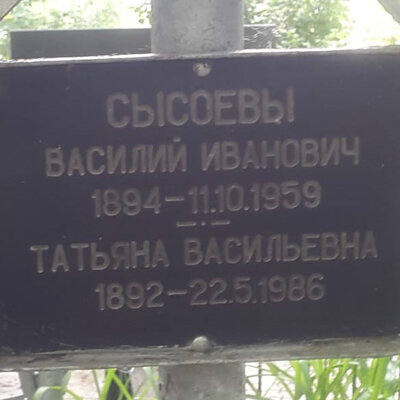 СЫСОЕВЫ
ВАСИЛИЙ ИВАНОВИЧ
1894-11.10.1959
ТАТЬЯНА ВАСИЛЬЕВНА
1892-22.5.1986